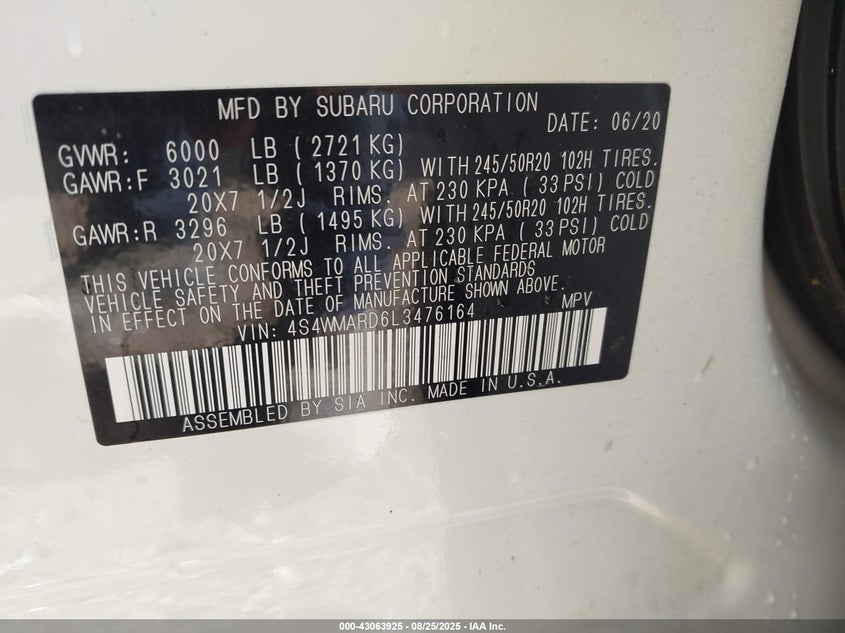 MFD BY SUBARU CORPORATION
DATE: 06/20
GVWR: 6000 LB ( 2721 KG)
GAWR:F 3021 LB ( 1370 KG) WITH 245/50R20 102H TIRES.
20X7 1/2J RIMS. AT 230 KPA ( 33 PSI) COLD
GAWR:R 3296 LB ( 1495 KG) WITH 245/50R20 102H TIRES.
20X7 1/2J RIMS. AT 230 KPA ( 33 PSI) COLD
THIS VEHICLE CONFORMS TO ALL APPLICABLE FEDERAL MOTOR
VEHICLE SAFETY AND THEFT PREVENTION STANDARDS
IN EFFECT ON THE DATE OF MANUFACTURE SHOWN ABOVE.
VIN: 4S4WMARD6L3476164 MPV
ASSEMBLED BY SIA INC. MADE IN U.S.A.
000-43063925 - 08/25/2025 - IAA Inc.